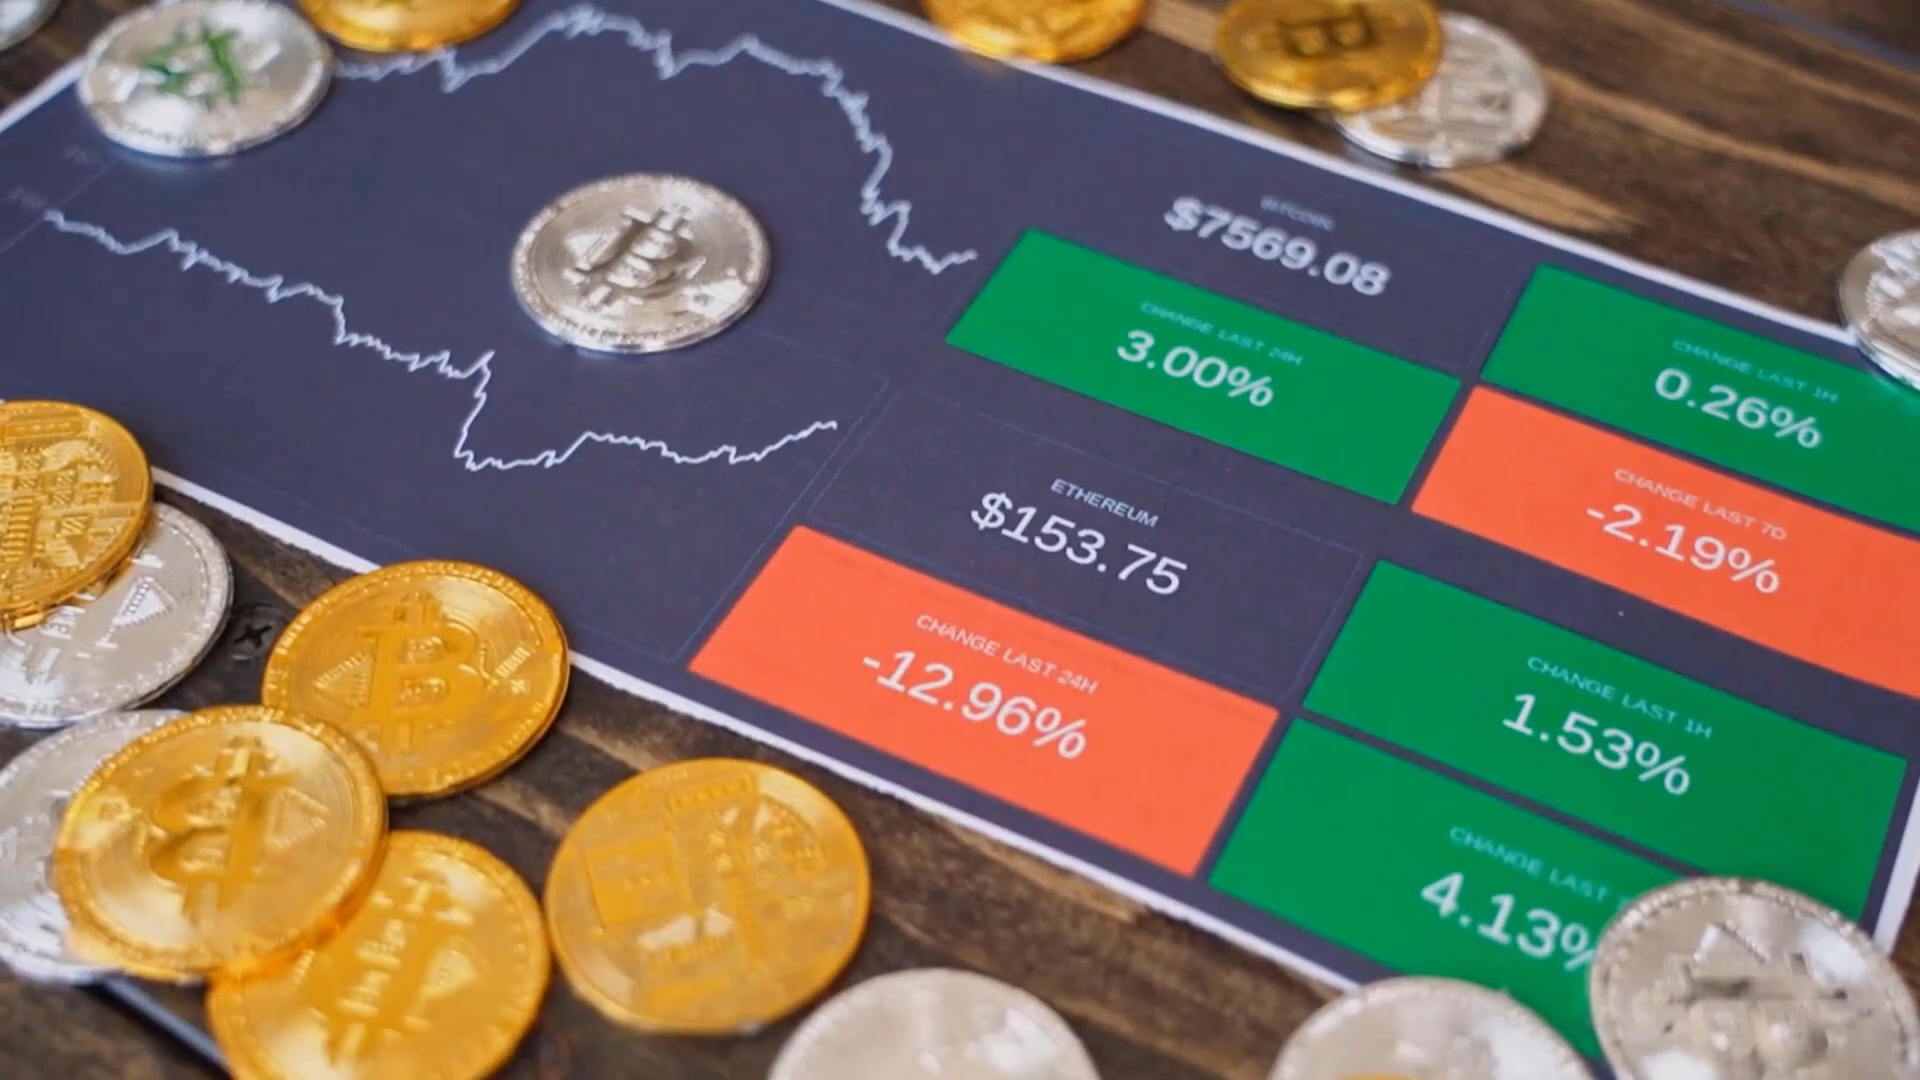 BITCOIN
$7569.08
CHANGE LAST 24H
3.00%
CHANGE LAST 1H
0.26%
CHANGE LAST 7D
-2.19%
ETHEREUM
$153.75
CHANGE LAST 24H
-12.96%
CHANGE LAST 1H
1.53%
CHANGE LAST
4.13%